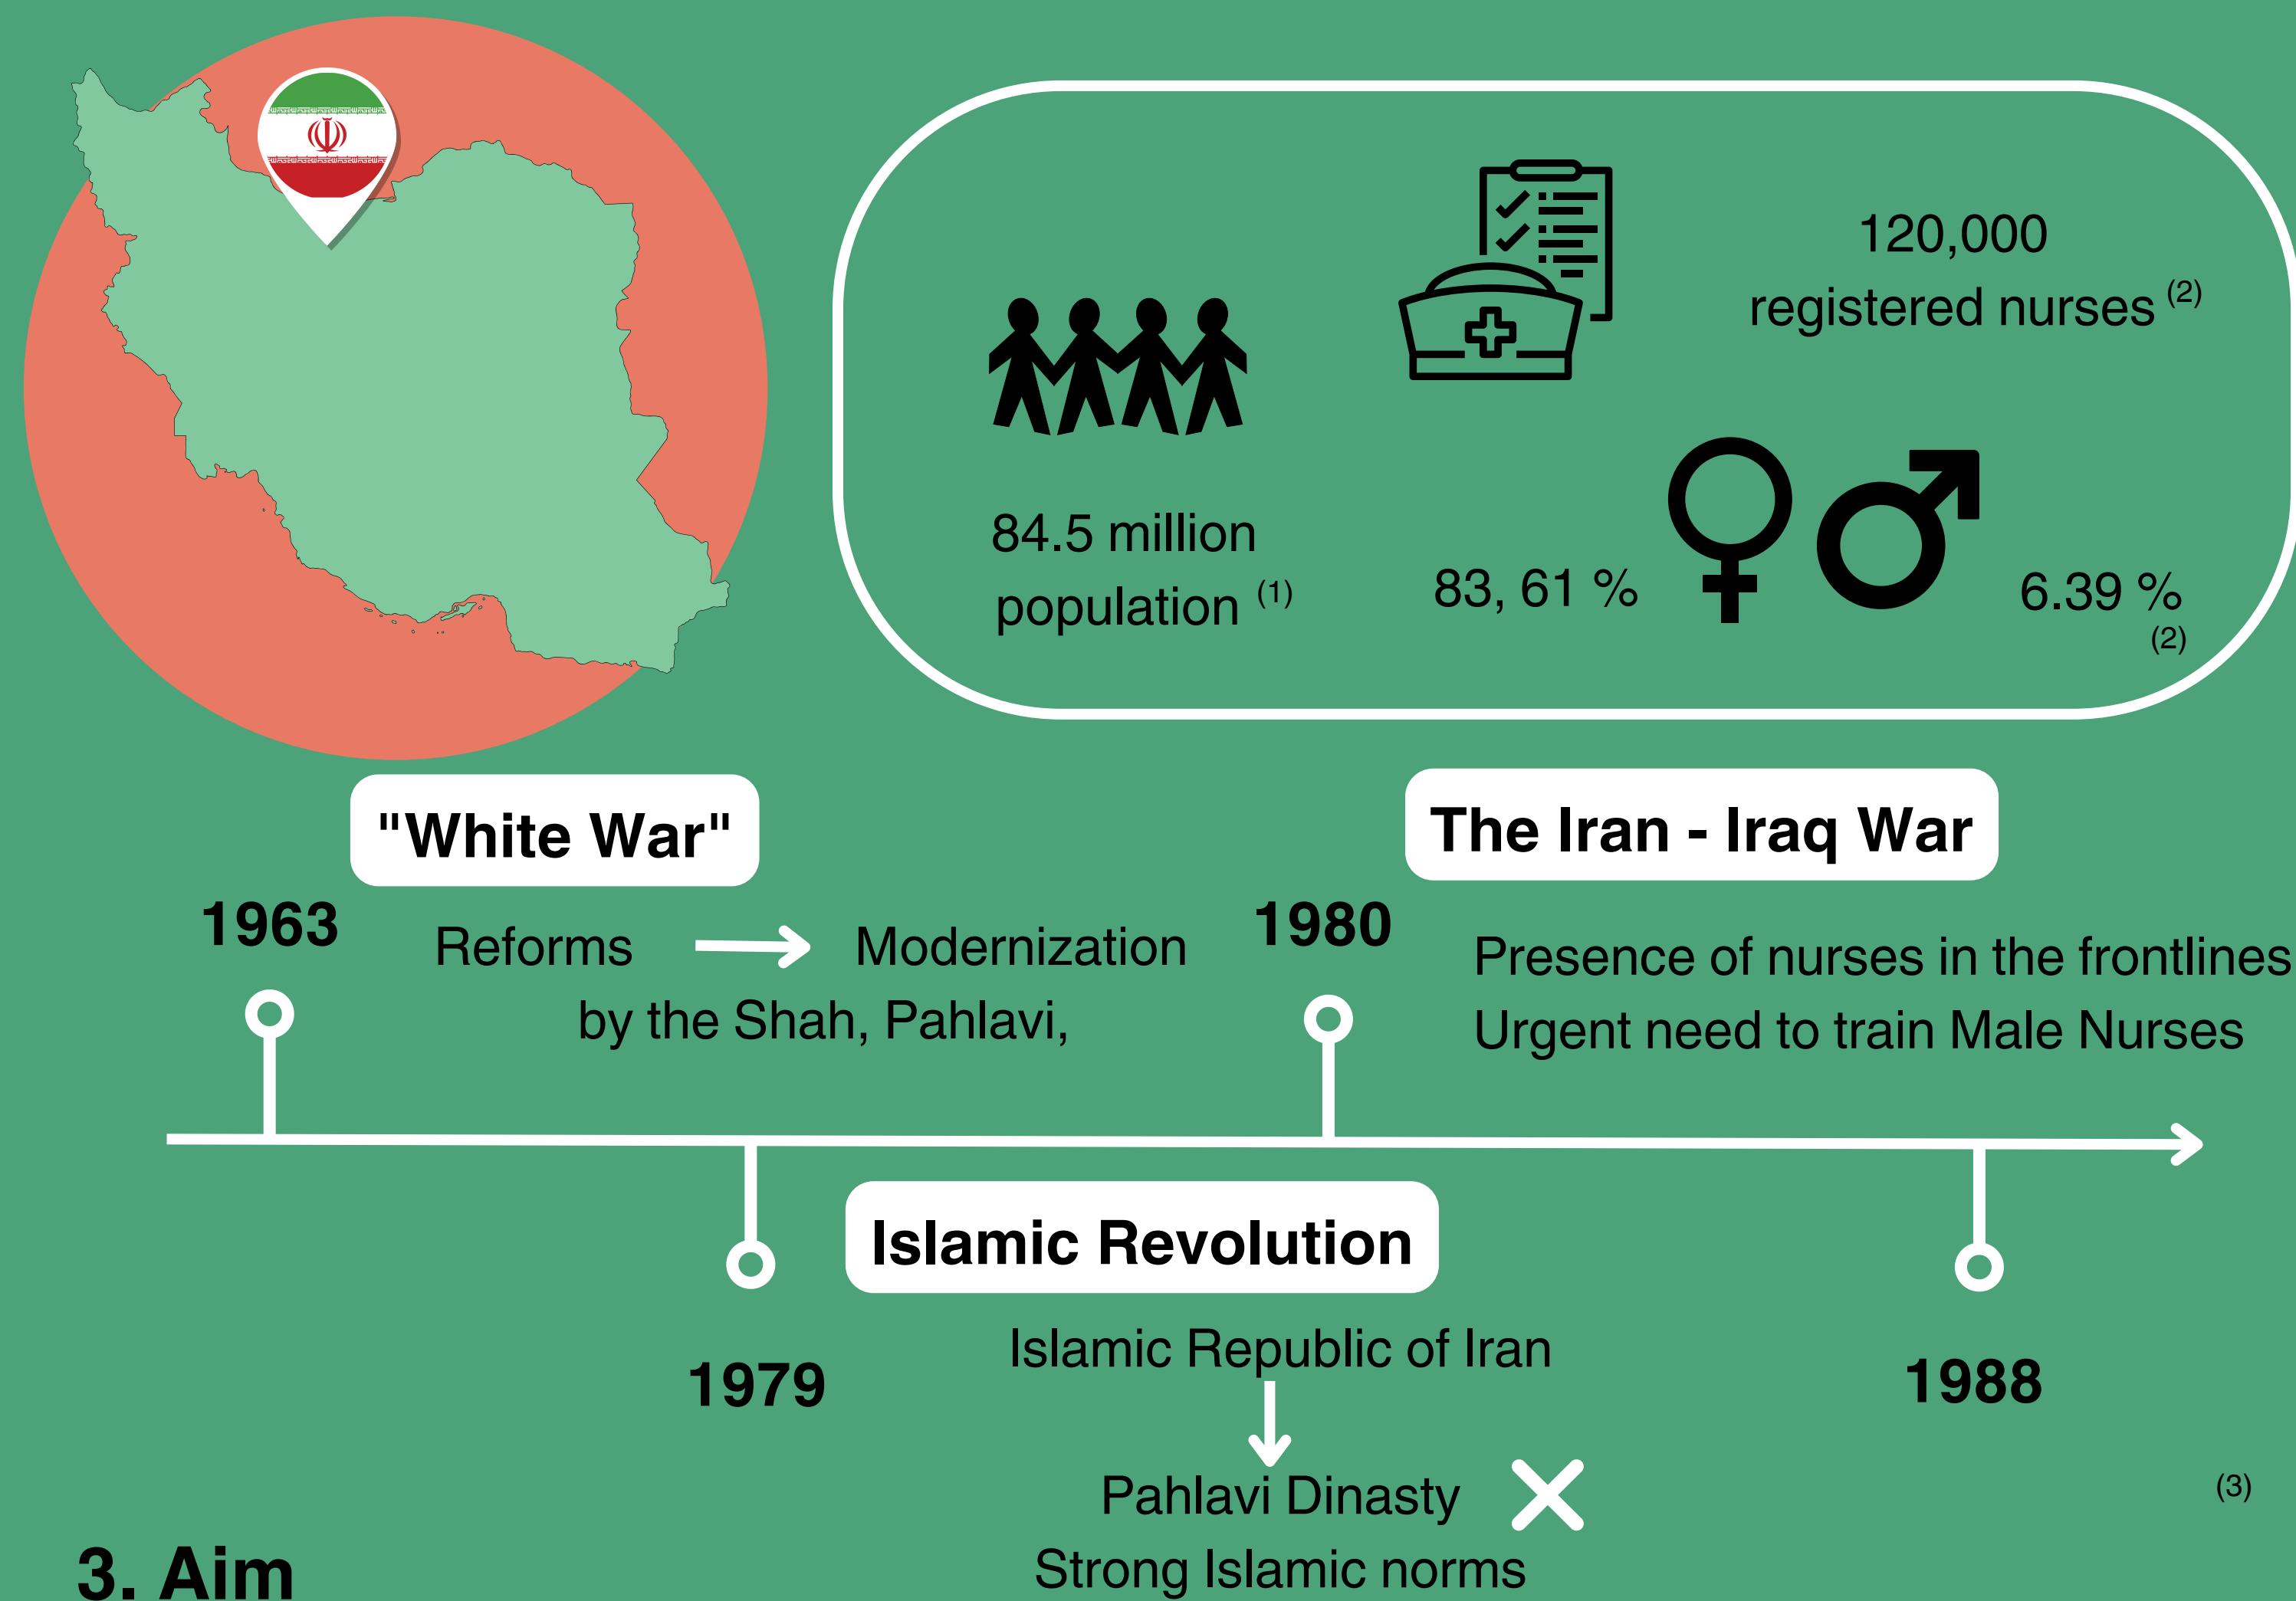 120,000
registered nurses (2)
84.5 million
population (1)
83, 61 %
6.39 %
(2)
"White War"
1963
Reforms
Modernization
by the Shah, Pahlavi,
The Iran - Iraq War
1980
Presence of nurses in the frontlines
Urgent need to train Male Nurses
Islamic Revolution
1979
Islamic Republic of Iran
Pahlavi Dinasty
Strong Islamic norms
1988
(3)
3. Aim